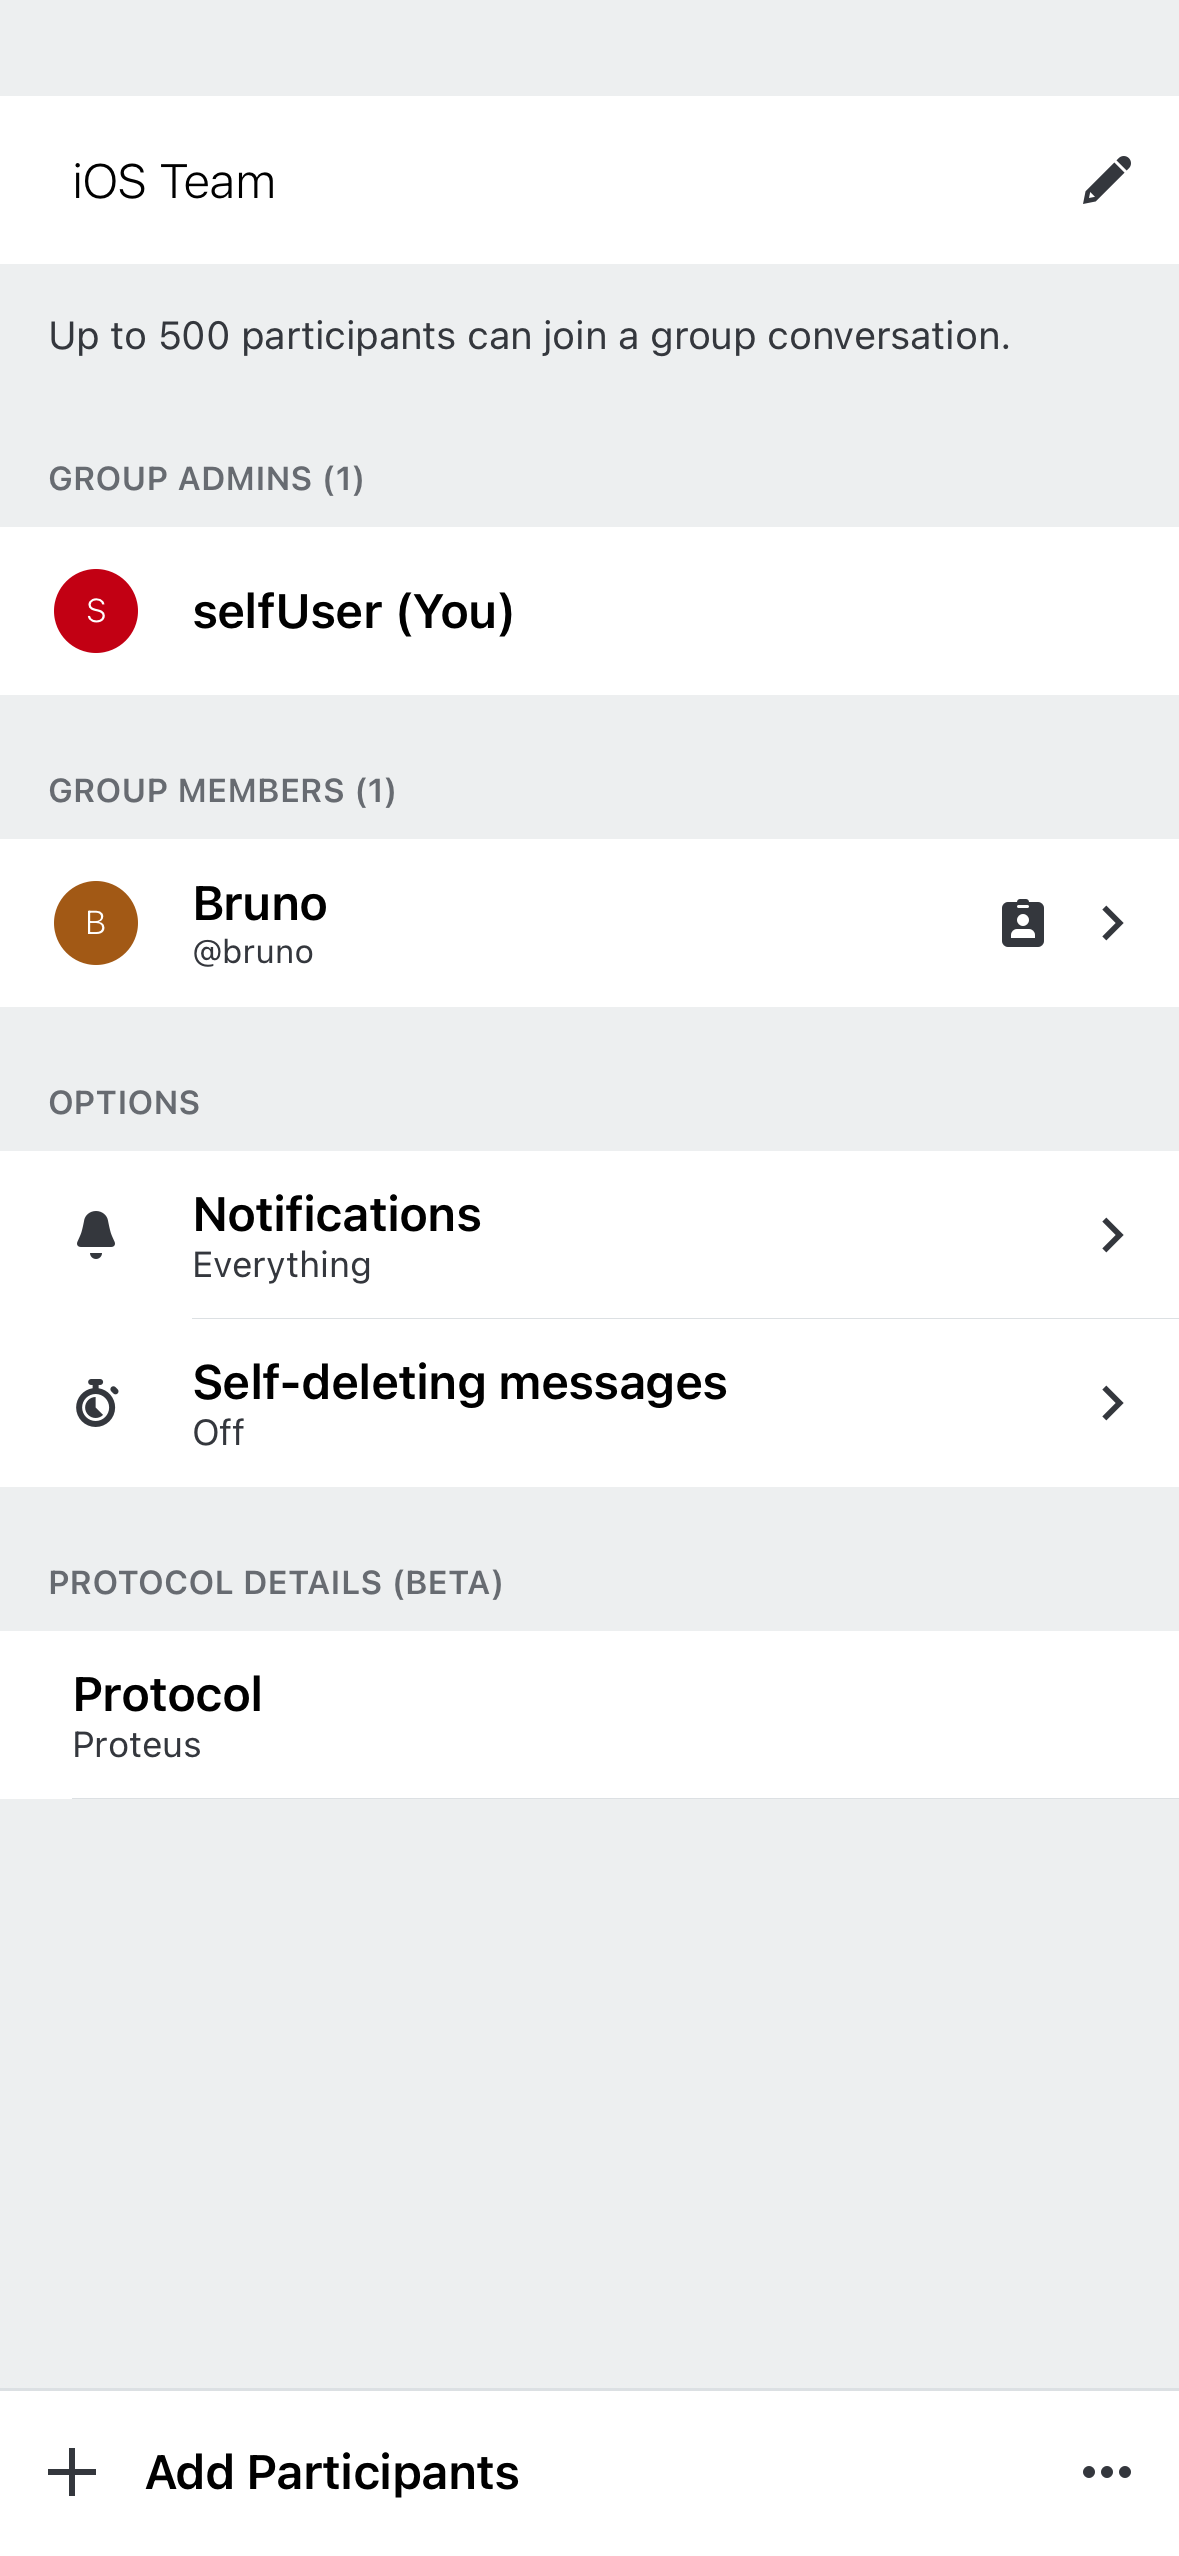 iOS Team
Up to 500 participants can join a group conversation.
GROUP ADMINS (1)
S
selfUser (You)
GROUP MEMBERS (1)
B
Bruno
@bruno
OPTIONS
Notifications
Everything
Self-deleting messages
Off
PROTOCOL DETAILS (BETA)
Protocol
Proteus
Add Participants